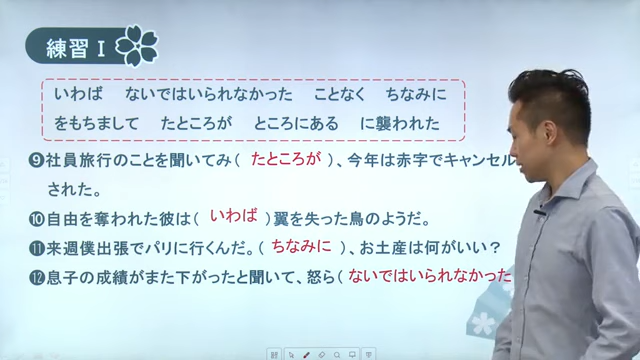 練習Ⅰ
いわば ないではいられなかった ことなく ちなみに
をもちまして たところが ところにある に襲われた
❾社員旅行のことを聞いてみ( たところが )、今年は赤字でキャンセル
された。
❿自由を奪われた彼は( いわば )翼を失った鳥のようだ。
⓫来週僕出張でパリに行くんだ。( ちなみに )、お土産は何がいい？
⓬息子の成績がまた下がったと聞いて、怒ら( ないではいられなかった